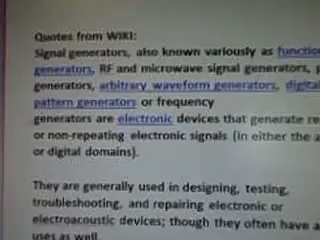 Quotes from WIKI:
Signal generators, also known variously as function
generators, RF and microwave signal generators,
generators, arbitrary waveform generators, digital
pattern generators or frequency
generators are electronic devices that generate
or non-repeating electronic signals (in either the
or digital domains).
They are generally used in designing, testing,
troubleshooting, and repairing electronic or
electroacoustic devices; though they often have
uses as well.